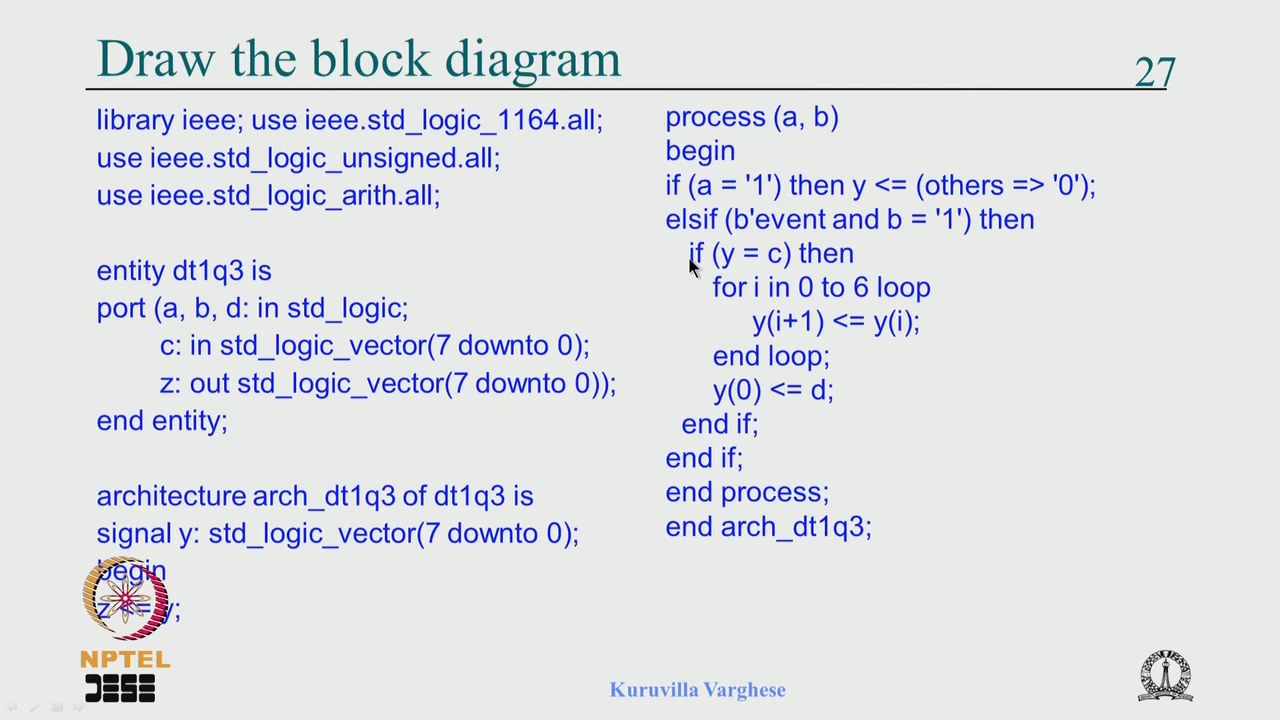 Draw the block diagram
27
library ieee; use ieee.std_logic_1164.all;
use ieee.std_logic_unsigned.all;
use ieee.std_logic_arith.all;
entity dt1q3 is
port (a, b, d: in std_logic;
c: in std_logic_vector(7 downto 0);
z: out std_logic_vector(7 downto 0));
end entity;
architecture arch_dt1q3 of dt1q3 is
signal y: std_logic_vector(7 downto 0);
begin
z <= y;
process (a, b)
begin
if (a = '1') then y <= (others => '0');
elsif (b'event and b = '1') then
if (y = c) then
for i in 0 to 6 loop
y(i+1) <= y(i);
end loop;
y(0) <= d;
end if;
end if;
end process;
end arch_dt1q3;
NPTEL
Kuruvilla Varghese